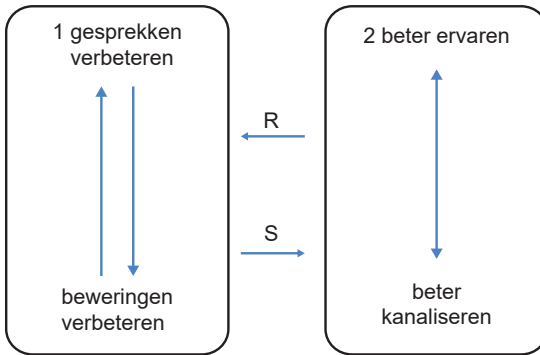 1 gesprekken
verbeteren
beweringen
verbeteren
R
S
2 beter ervaren
beter
kanaliseren